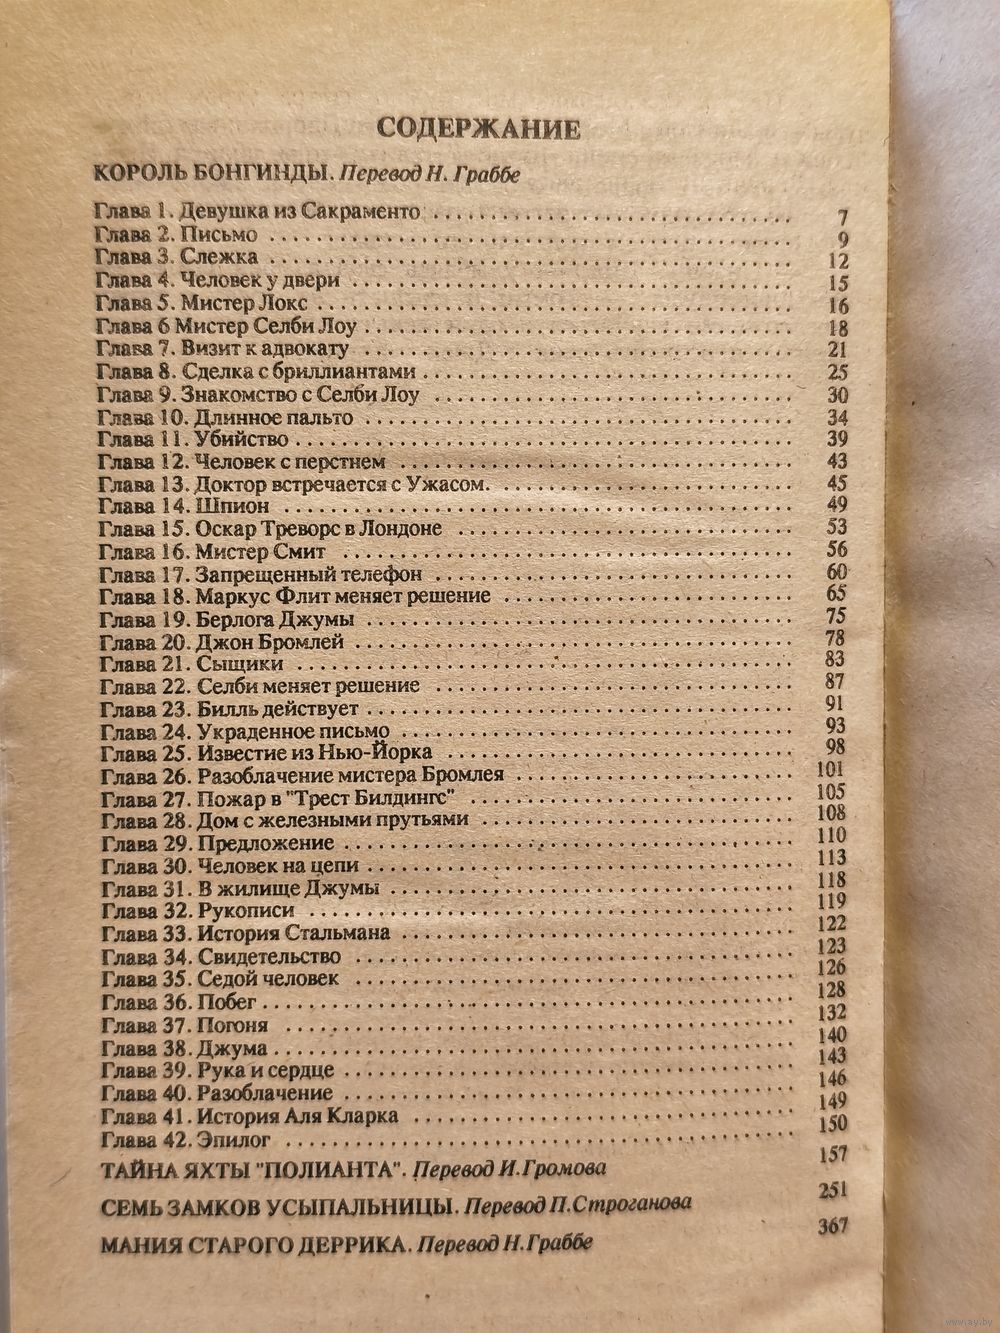 СОДЕРЖАНИЕ
КОРОЛЬ БОНГИНДЫ. Перевод Н. Граббе
Глава 1. Девушка из Сакраменто . . . . . 7
Глава 2. Письмо . . . . . 9
Глава 3. Слежка . . . . . 12
Глава 4. Человек у двери . . . . . 15
Глава 5. Мистер Локс . . . . . 16
Глава 6 Мистер Селби Лоу . . . . . 18
Глава 7. Визит к адвокату . . . . . 21
Глава 8. Сделка с бриллиантами . . . . . 25
Глава 9. Знакомство с Селби Лоу . . . . . 30
Глава 10. Длинное пальто . . . . . 34
Глава 11. Убийство . . . . . 39
Глава 12. Человек с перстнем . . . . . 43
Глава 13. Доктор встречается с Ужасом. . . . . . 45
Глава 14. Шпион . . . . . 49
Глава 15. Оскар Треворс в Лондоне . . . . . 53
Глава 16. Мистер Смит . . . . . 56
Глава 17. Запрещенный телефон . . . . . 60
Глава 18. Маркус Флит меняет решение . . . . . 65
Глава 19. Берлога Джумы . . . . . 75
Глава 20. Джон Бромлей . . . . . 78
Глава 21. Сыщики . . . . . 83
Глава 22. Селби меняет решение . . . . . 87
Глава 23. Билль действует . . . . . 91
Глава 24. Украденное письмо . . . . . 93
Глава 25. Известие из Нью-Йорка . . . . . 98
Глава 26. Разоблачение мистера Бромлея . . . . . 101
Глава 27. Пожар в "Трест Билдингс" . . . . . 105
Глава 28. Дом с железными прутьями . . . . . 108
Глава 29. Предложение . . . . . 110
Глава 30. Человек на цепи . . . . . 113
Глава 31. В жилище Джумы . . . . . 118
Глава 32. Рукописи . . . . . 119
Глава 33. История Стальмана . . . . . 122
Глава 34. Свидетельство . . . . . 123
Глава 35. Седой человек . . . . . 126
Глава 36. Побег . . . . . 128
Глава 37. Погоня . . . . . 132
Глава 38. Джума . . . . . 140
Глава 39. Рука и сердце . . . . . 143
Глава 40. Разоблачение . . . . . 146
Глава 41. История Аля Кларка . . . . . 149
Глава 42. Эпилог . . . . . 150
ТАЙНА ЯХТЫ "ПОЛИАНТА". Перевод И.Громова 157
СЕМЬ ЗАМКОВ УСЫПАЛЬНИЦЫ. Перевод П.Строганова 251
МАНИЯ СТАРОГО ДЕРРИКА. Перевод Н.Граббе 367
www.ay.by